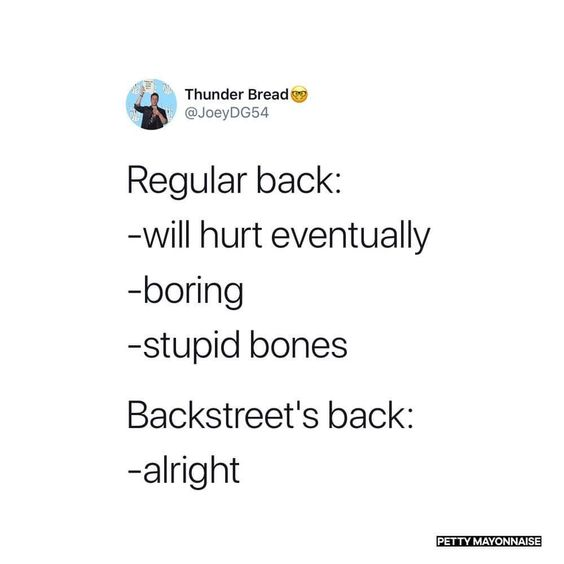 Thunder Bread🤓
@JoeyDG54
Regular back:
-will hurt eventually
-boring
-stupid bones
Backstreet's back:
-alright
PETTY MAYONNAISE